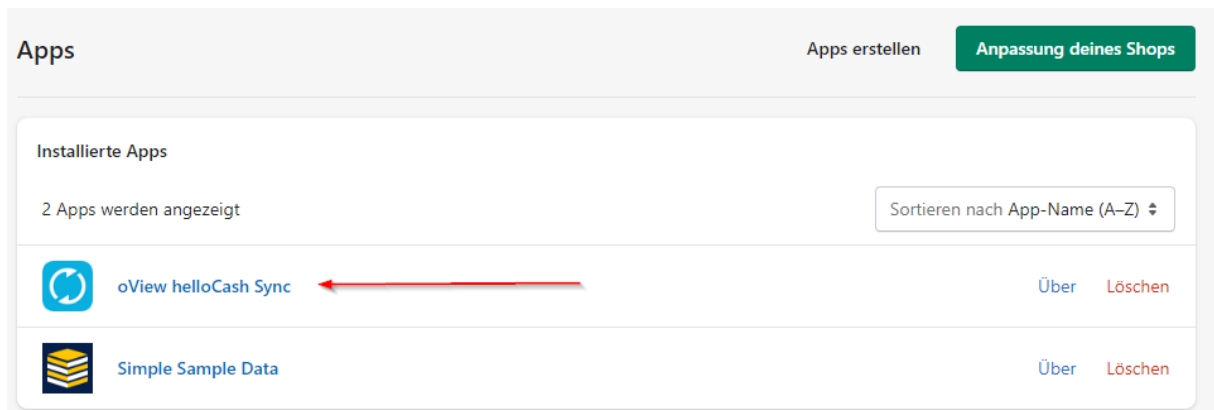 Apps
Apps erstellen
Anpassung deines Shops
Installierte Apps
2 Apps werden angezeigt
Sortieren nach App-Name (A–Z)
oView helloCash Sync
Über
Löschen
Simple Sample Data
Über
Löschen